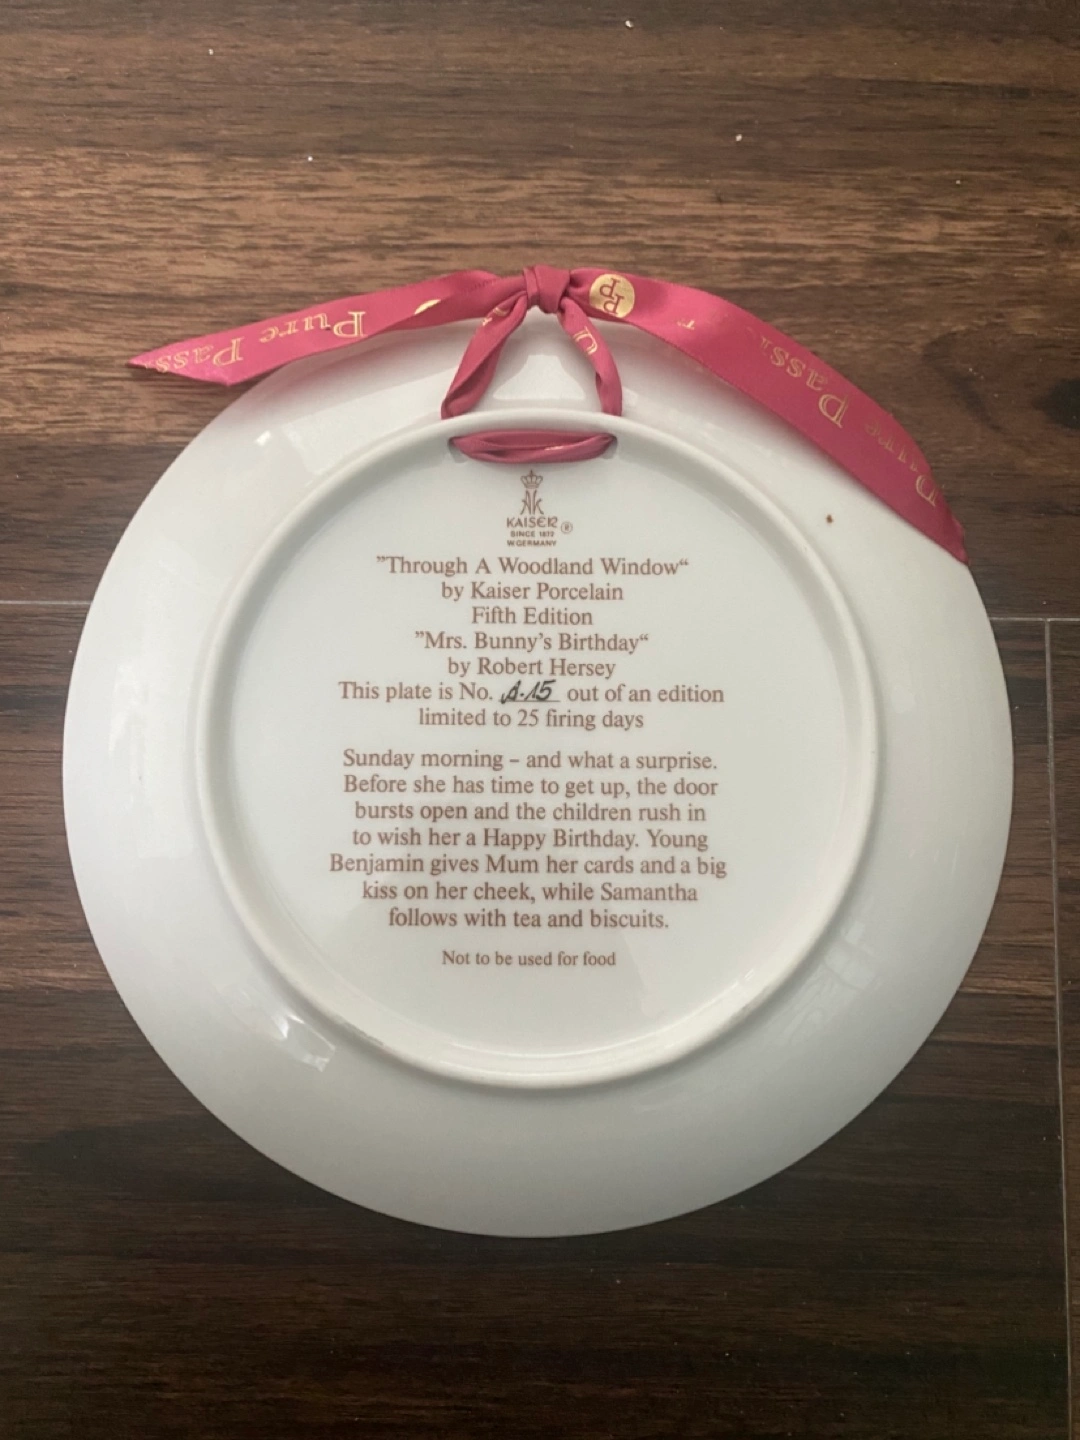 Pure Pass
RP
Passi
Pure
KAISER ®
SINCE 1872
W.GERMANY
”Through A Woodland Window“
by Kaiser Porcelain
Fifth Edition
”Mrs. Bunny's Birthday“
by Robert Hersey
This plate is No. A-15 out of an edition
limited to 25 firing days
Sunday morning – and what a surprise.
Before she has time to get up, the door
bursts open and the children rush in
to wish her a Happy Birthday. Young
Benjamin gives Mum her cards and a big
kiss on her cheek, while Samantha
follows with tea and biscuits.
Not to be used for food